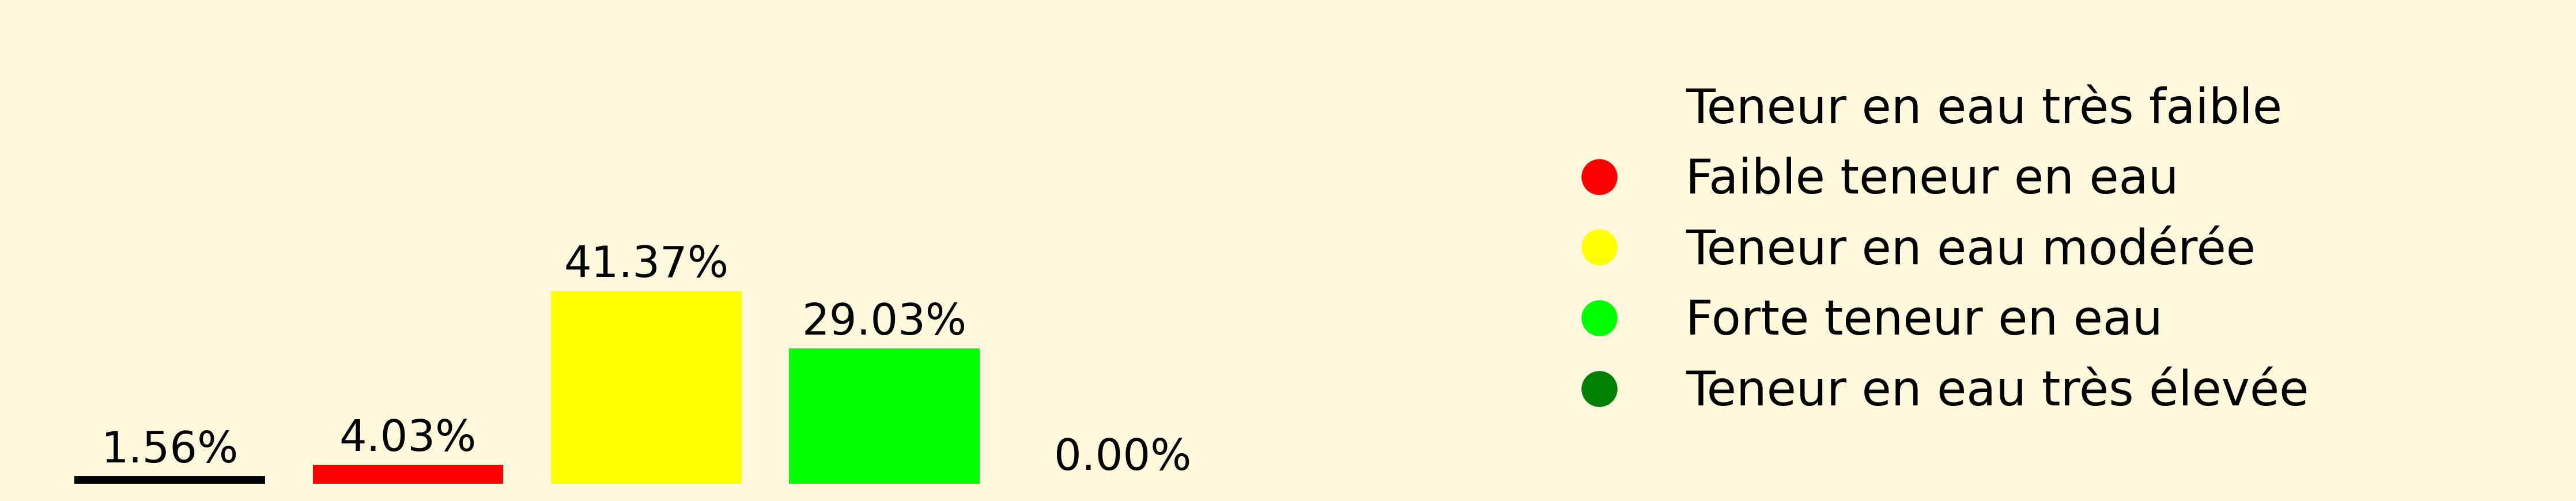 1.56%
4.03%
41.37%
29.03%
0.00%
Teneur en eau très faible
Faible teneur en eau
Teneur en eau modérée
Forte teneur en eau
Teneur en eau très élevée